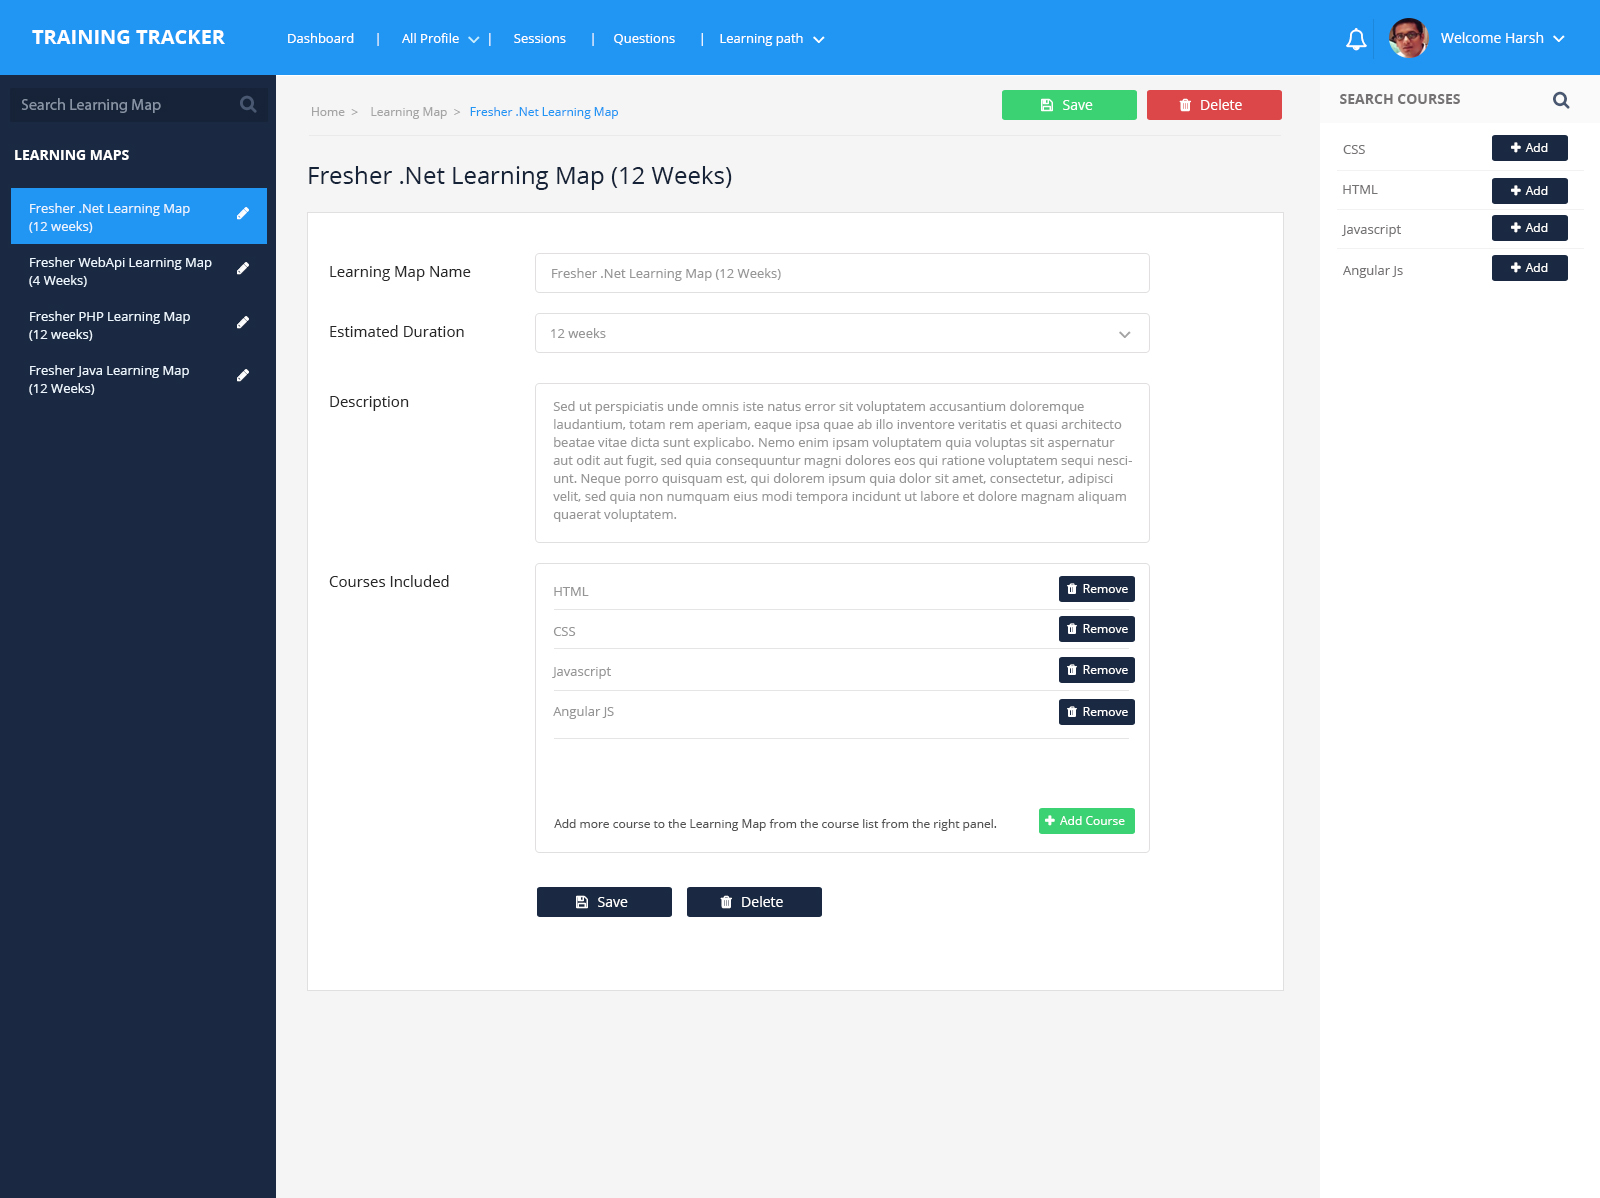 TRAINING TRACKER
Dashboard | All Profile | Sessions | Questions | Learning path
Welcome Harsh
Search Learning Map
LEARNING MAPS
Fresher .Net Learning Map
(12 weeks)
Fresher WebApi Learning Map
(4 Weeks)
Fresher PHP Learning Map
(12 weeks)
Fresher Java Learning Map
(12 Weeks)
Home > Learning Map > Fresher .Net Learning Map
Save
Delete
Fresher .Net Learning Map (12 Weeks)
Learning Map Name
Fresher .Net Learning Map (12 Weeks)
Estimated Duration
12 weeks
Description
Sed ut perspiciatis unde omnis iste natus error sit voluptatem accusantium doloremque
laudantium, totam rem aperiam, eaque ipsa quae ab illo inventore veritatis et quasi architecto
beatae vitae dicta sunt explicabo. Nemo enim ipsam voluptatem quia voluptas sit aspernatur
aut odit aut fugit, sed quia consequuntur magni dolores eos qui ratione voluptatem sequi nesci-
unt. Neque porro quisquam est, qui dolorem ipsum quia dolor sit amet, consectetur, adipisci
velit, sed quia non numquam eius modi tempora incidunt ut labore et dolore magnam aliquam
quaerat voluptatem.
Courses Included
HTML Remove
CSS Remove
Javascript Remove
Angular JS Remove
Add more course to the Learning Map from the course list from the right panel.
Add Course
Save
Delete
SEARCH COURSES
CSS Add
HTML Add
Javascript Add
Angular Js Add